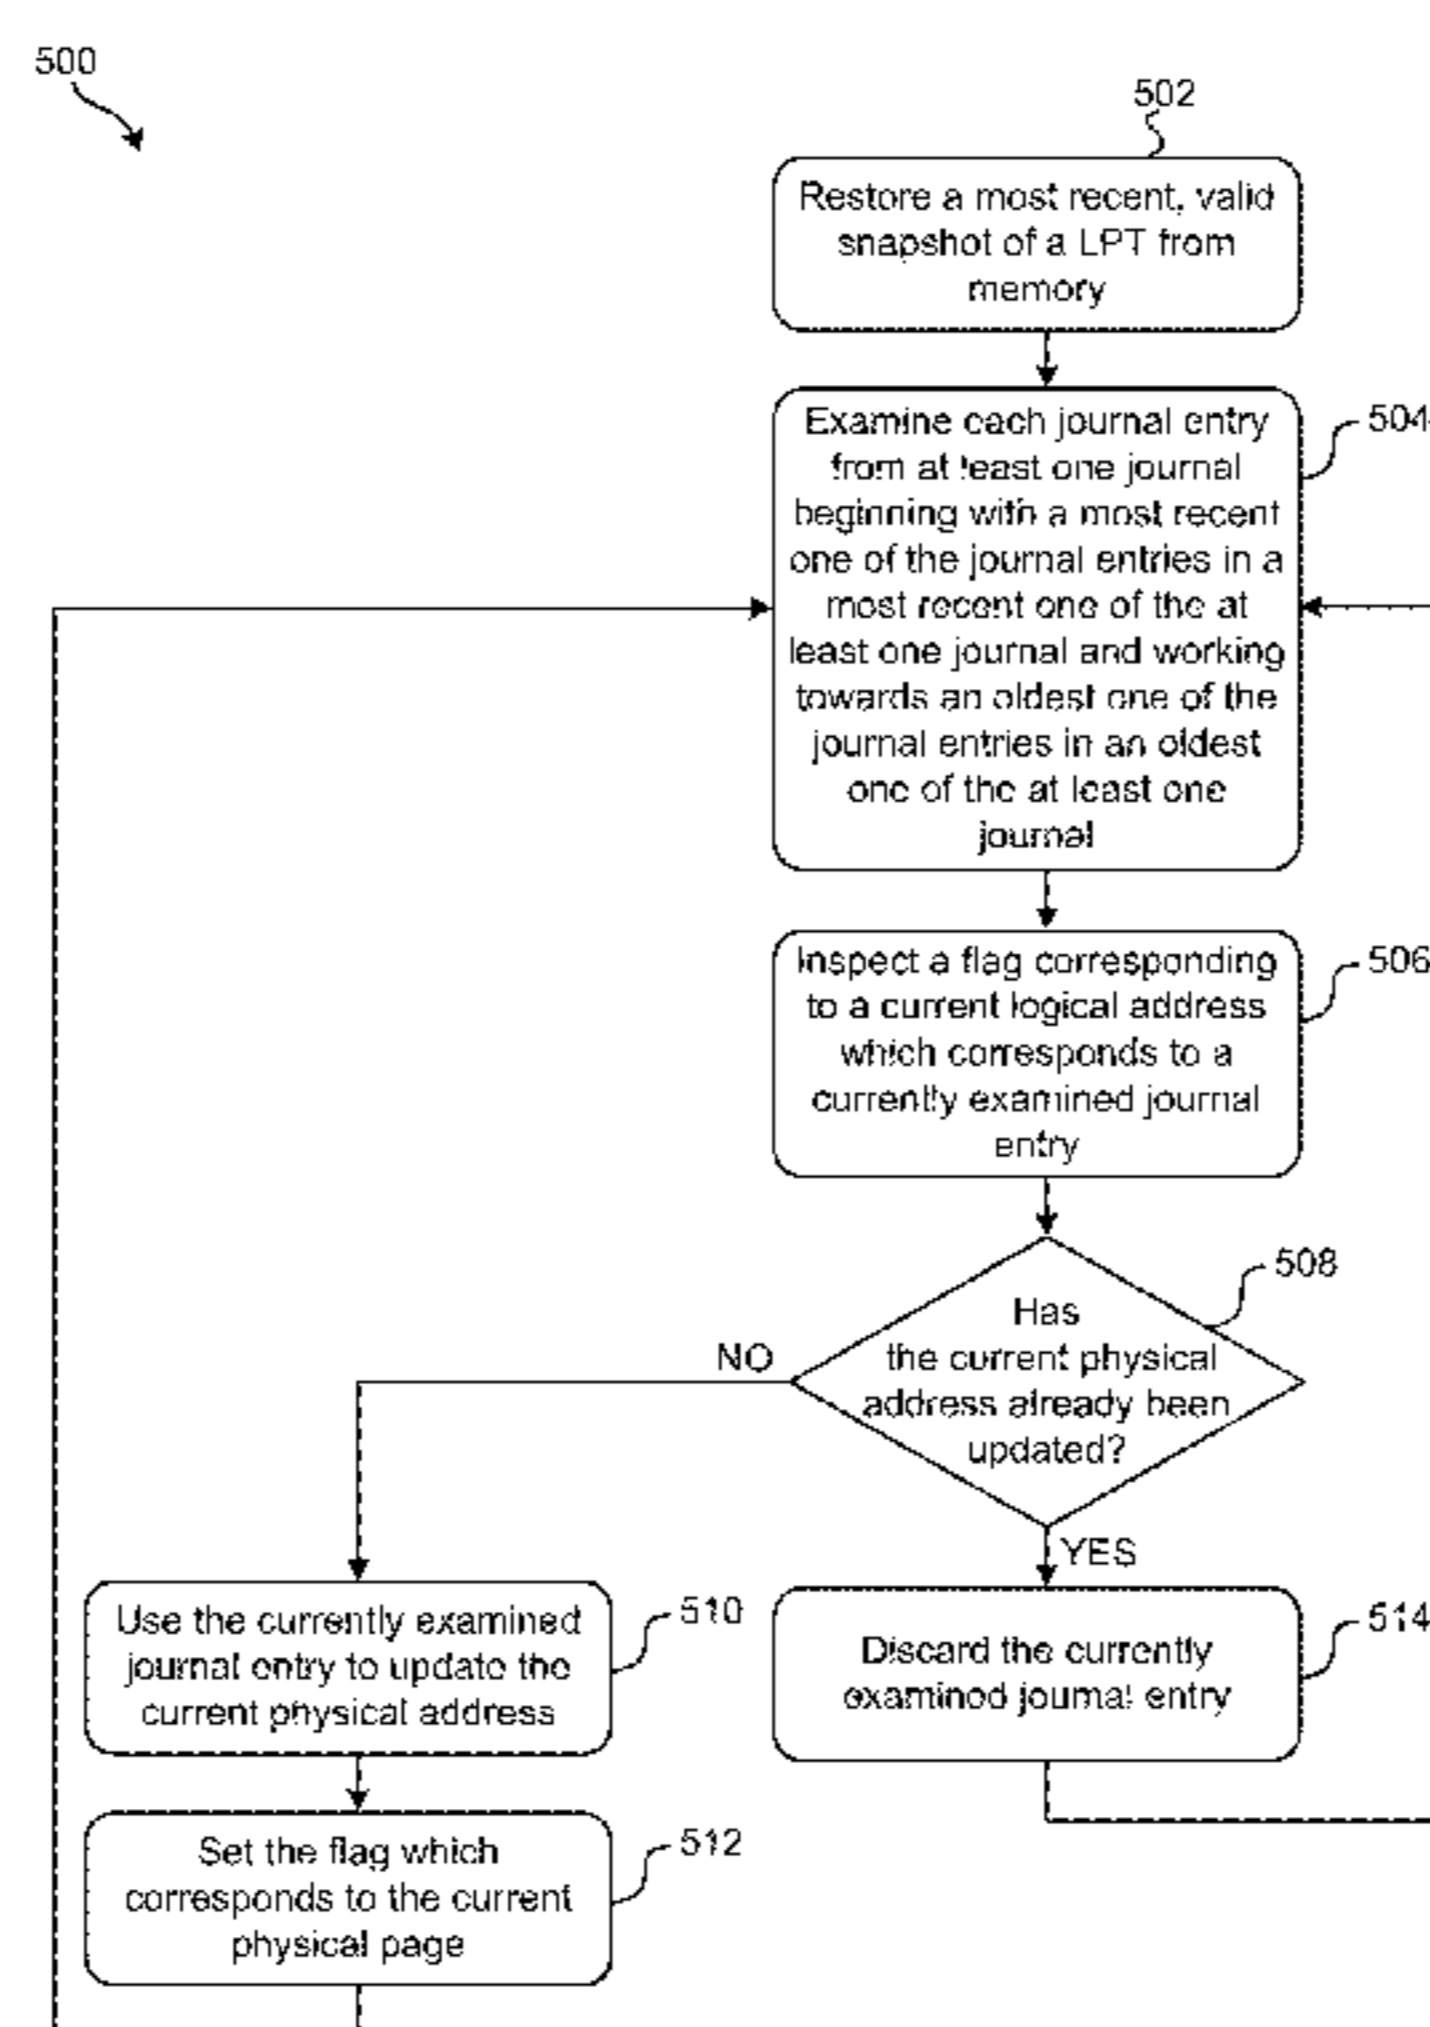 500
502
Restore a most recent, valid
snapshot of a LPT from
memory
504
Examine each journal entry
from at least one journal
beginning with a most recent
one of the journal entries in a
most recent one of the at
least one journal and working
towards an oldest one of the
journal entries in an oldest
one of the at least one
journal
506
Inspect a flag corresponding
to a current logical address
which corresponds to a
currently examined journal
entry
508
Has
the current physical
address already been
updated?
NO
YES
510
Use the currently examined
journal entry to update the
current physical address
514
Discard the currently
examined journal entry
512
Set the flag which
corresponds to the current
physical page